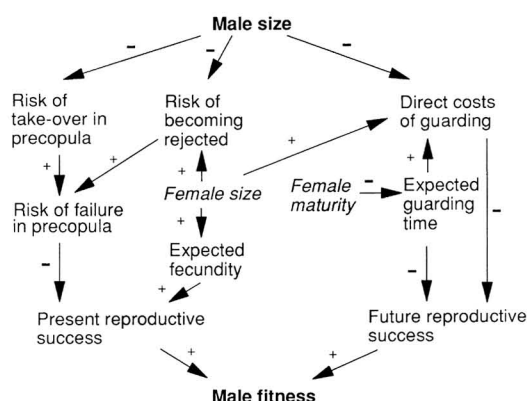 Male size
−
−
−
Risk of
take-over in
precopula
Risk of
becoming
rejected
Direct costs
of guarding
+
+
+
+
+
Female size
Female
maturity
−
Expected
guarding
time
Risk of failure
in precopula
+
Expected
fecundity
−
−
−
+
Present reproductive
success
Future reproductive
success
+
+
Male fitness